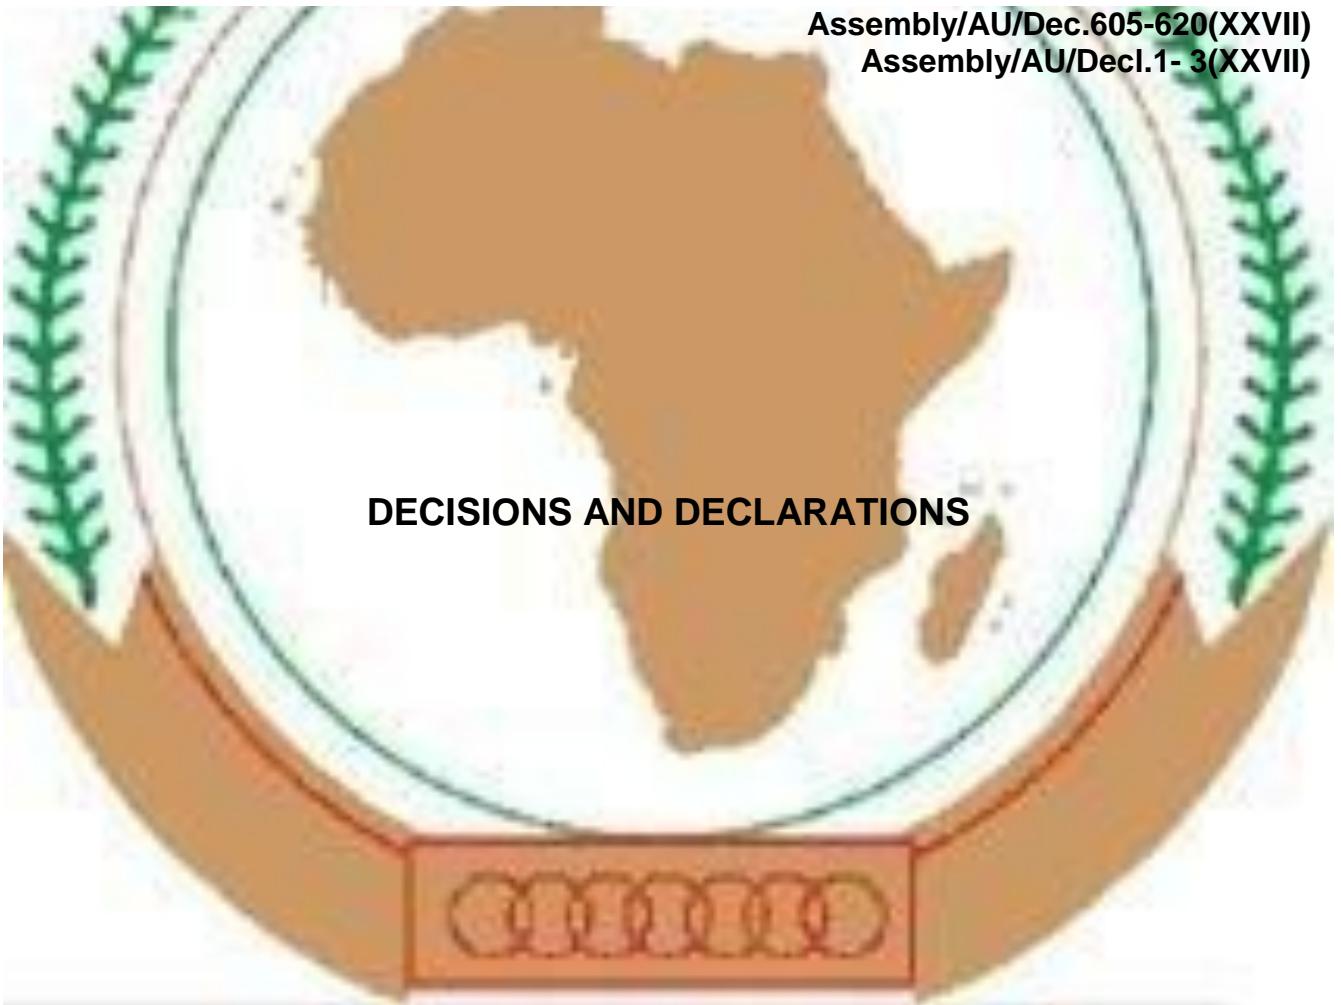 Assembly/AU/Dec.605-620(XXVII)
Assembly/AU/Decl.1- 3(XXVII)
DECISIONS AND DECLARATIONS